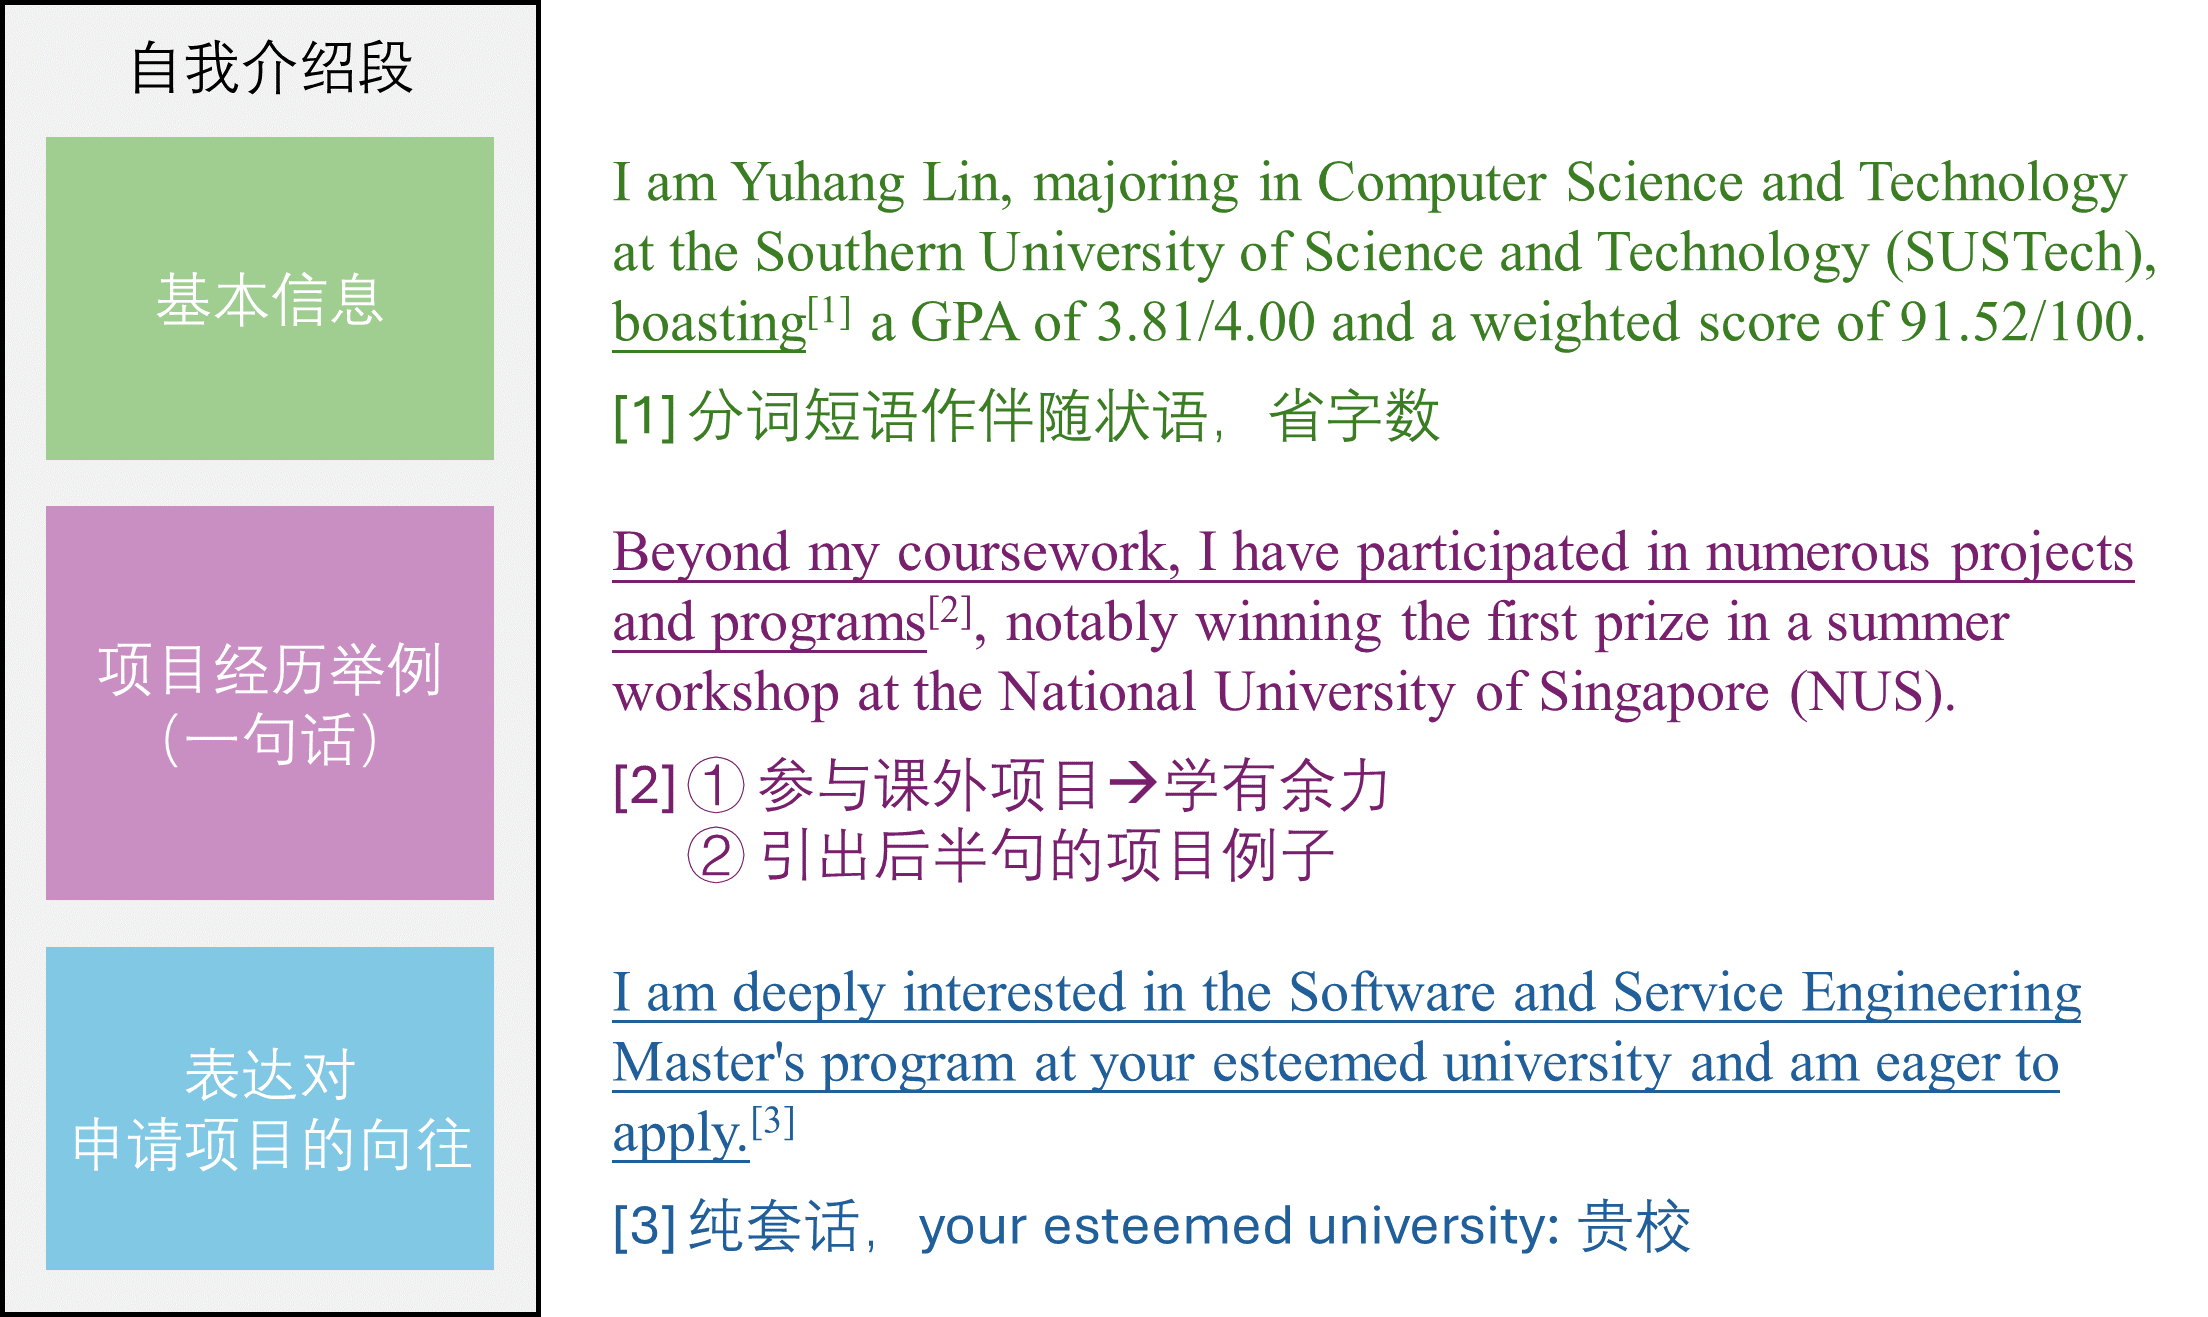 自我介绍段
基本信息
I am Yuhang Lin, majoring in Computer Science and Technology
at the Southern University of Science and Technology (SUSTech),
boasting[1] a GPA of 3.81/4.00 and a weighted score of 91.52/100.
[1] 分词短语作伴随状语，省字数
项目经历举例
（一句话）
Beyond my coursework, I have participated in numerous projects
and programs[2], notably winning the first prize in a summer
workshop at the National University of Singapore (NUS).
[2] ① 参与课外项目→学有余力
② 引出后半句的项目例子
表达对
申请项目的向往
I am deeply interested in the Software and Service Engineering
Master's program at your esteemed university and am eager to
apply.[3]
[3] 纯套话，your esteemed university: 贵校